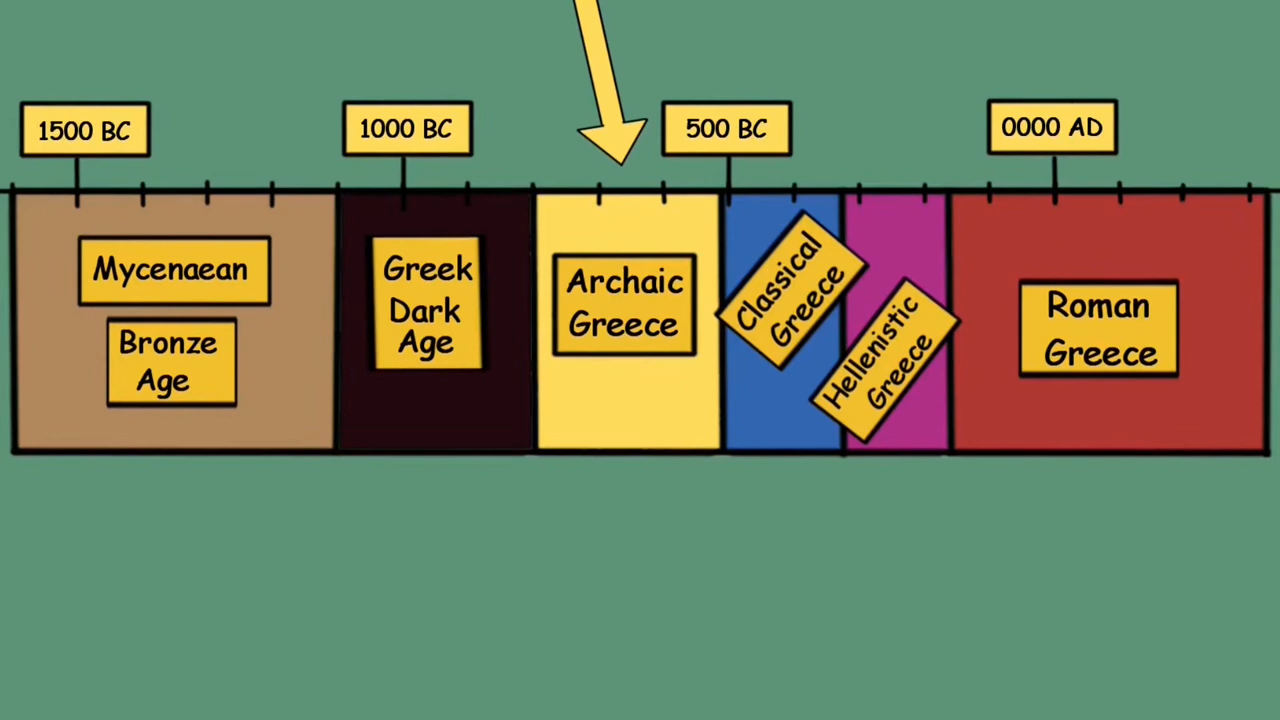 1500 BC
1000 BC
500 BC
0000 AD
Mycenaean
Bronze
Age
Greek
Dark
Age
Archaic
Greece
Classical
Greece
Hellenistic
Greece
Roman
Greece